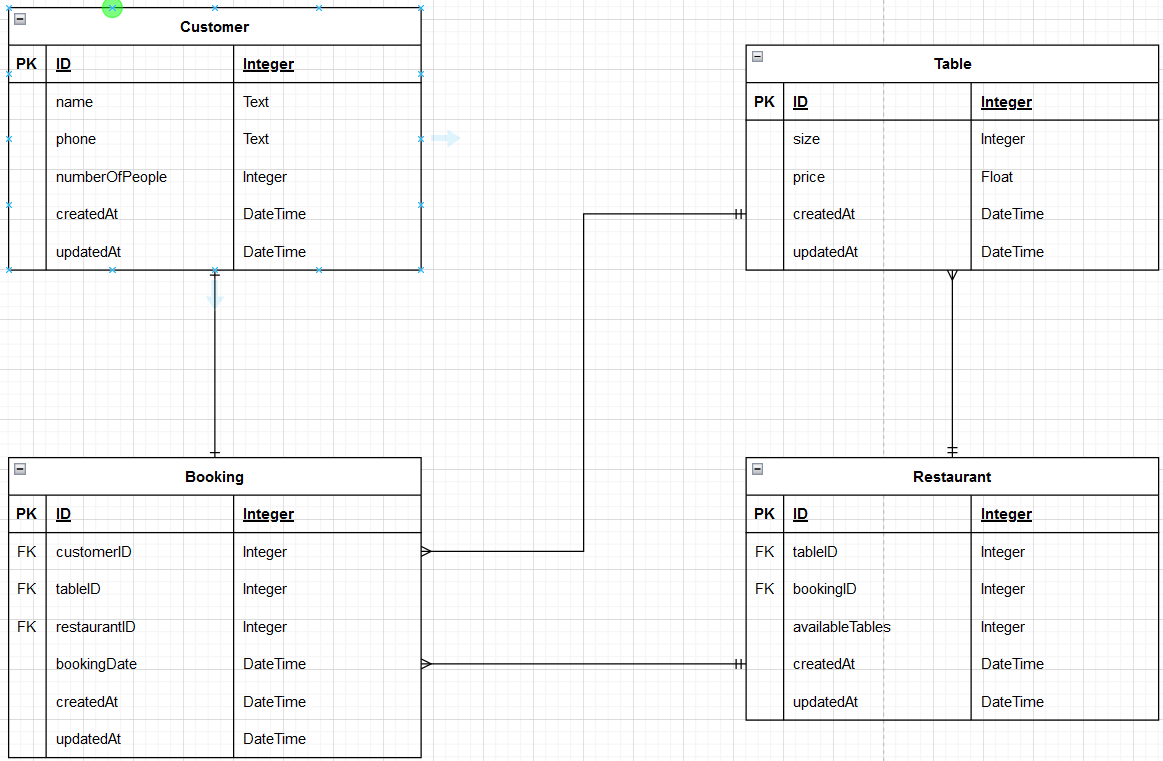 Customer
PK ID Integer
name Text
phone Text
numberOfPeople Integer
createdAt DateTime
updatedAt DateTime
Table
PK ID Integer
size Integer
price Float
createdAt DateTime
updatedAt DateTime
Booking
PK ID Integer
FK customerID Integer
FK tableID Integer
FK restaurantID Integer
bookingDate DateTime
createdAt DateTime
updatedAt DateTime
Restaurant
PK ID Integer
FK tableID Integer
FK bookingID Integer
availableTables Integer
createdAt DateTime
updatedAt DateTime